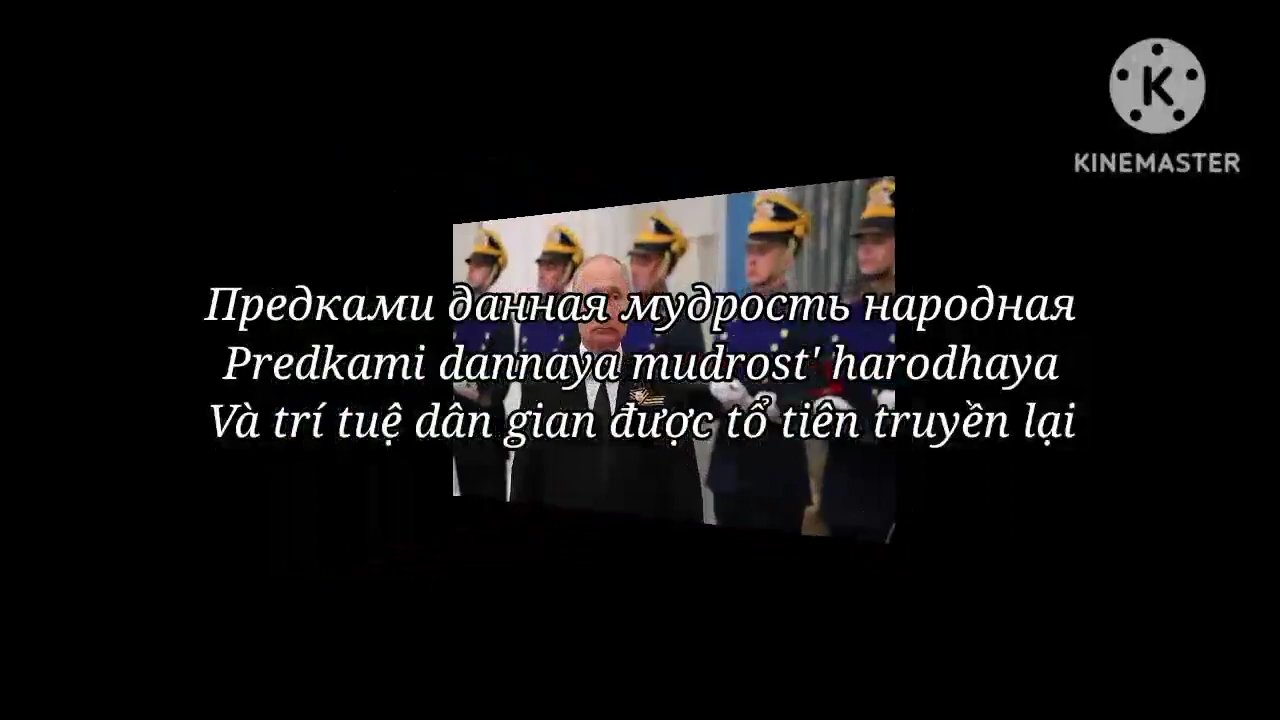 KINEMASTER
Предками данная мудрость народная
Predkami dannaya mudrost' harodhaya
Và trí tuệ dân gian được tổ tiên truyền lại